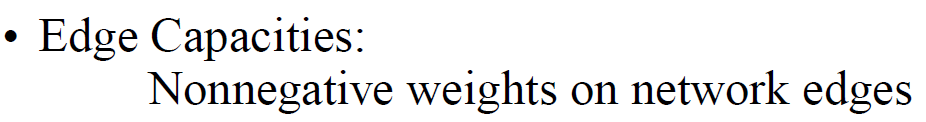 • Edge Capacities:
Nonnegative weights on network edges